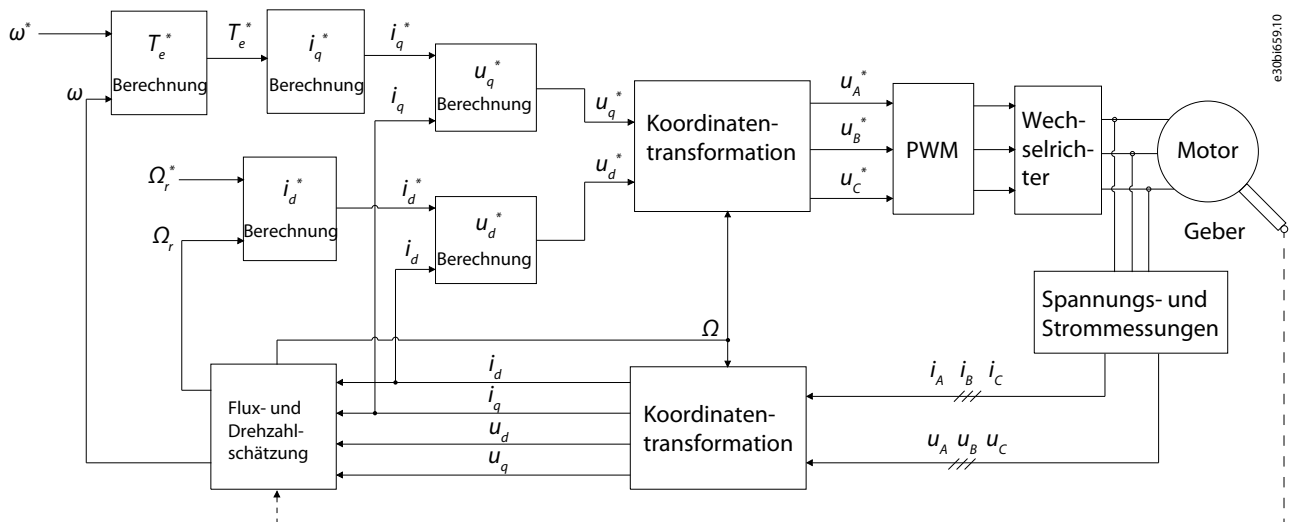 ω*
ω
T_e^*
Berechnung
T_e^*
i_q^*
Berechnung
i_q^*
i_q
u_q^*
Berechnung
u_q^*
Ω_r^*
Ω_r
i_d^*
Berechnung
i_d^*
i_d
u_d^*
Berechnung
u_d^*
Koordinaten-
transformation
u_A^*
u_B^*
u_C^*
PWM
Wech-
selrich-
ter
Motor
Geber
e30bi659.10
Spannungs- und
Strommessungen
Ω
Flux- und
Drehzahl-
schätzung
i_d
i_q
u_d
u_q
Koordinaten-
transformation
i_A i_B i_C
u_A u_B u_C